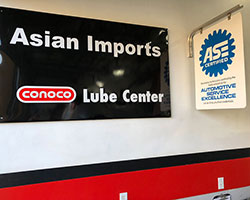 Asian Imports
CONOCO Lube Center
ASE
CERTIFIED
AUTOMOTIVE
SERVICE
EXCELLENCE